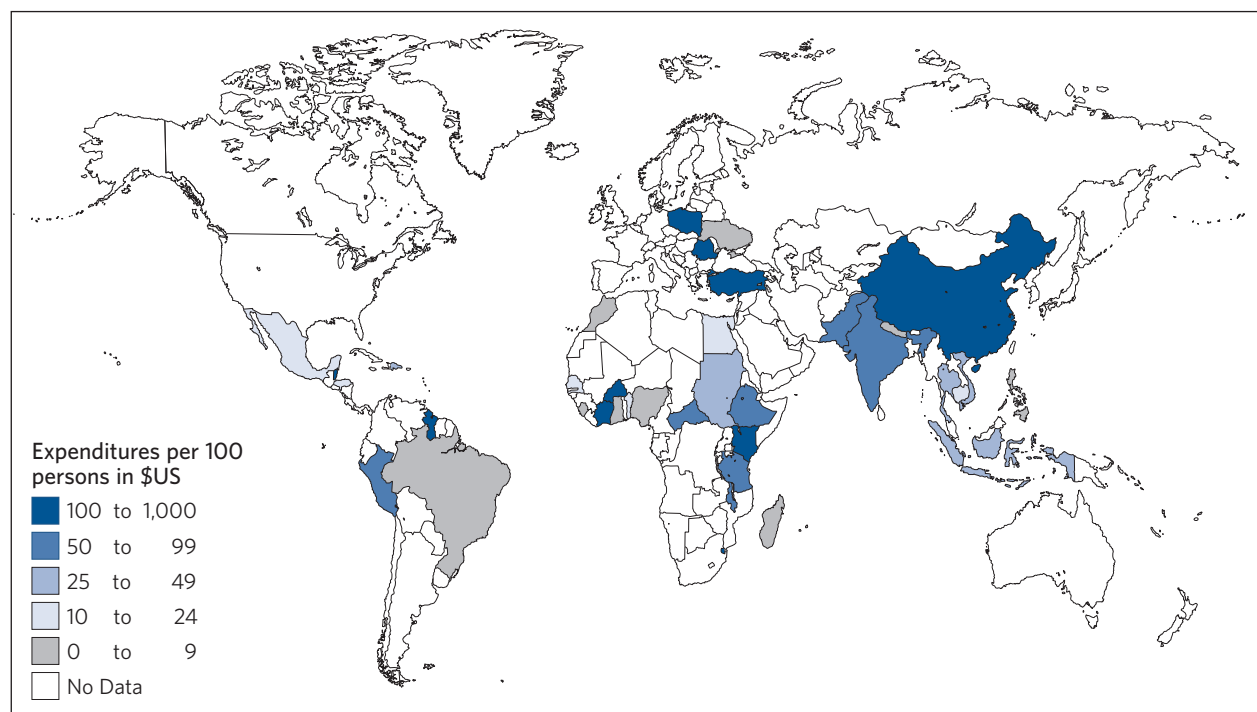 Expenditures per 100
persons in $US
100 to 1,000
50 to 99
25 to 49
10 to 24
0 to 9
No Data